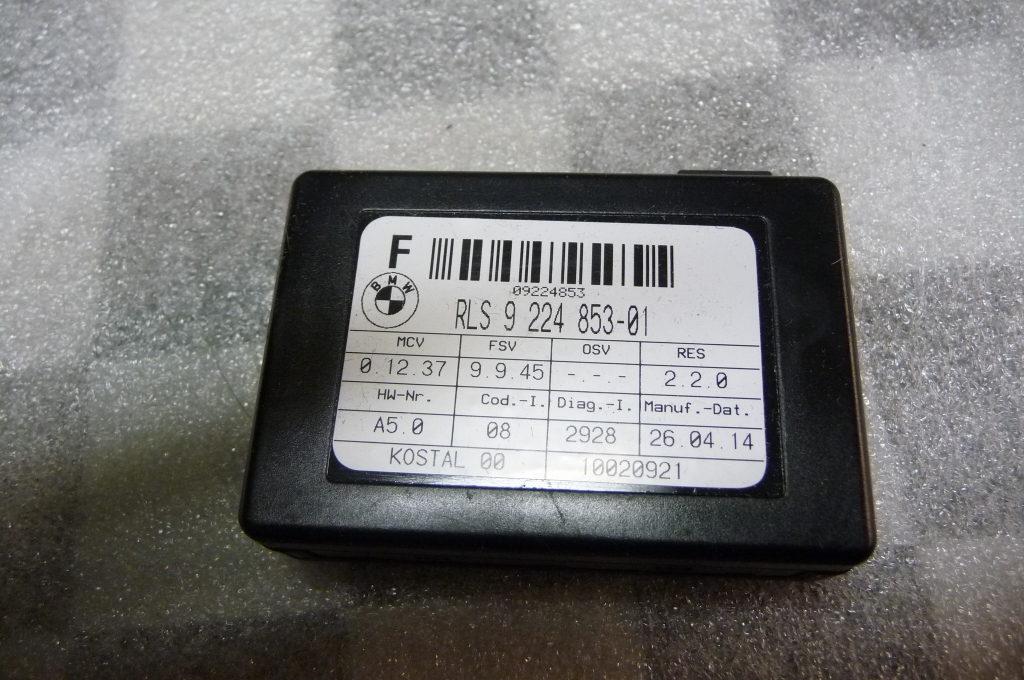 F
BMW
09224853
RLS 9 224 853-01
MCV FSV OSV RES
0.12.37 9.9.45 -.-.- 2.2.0
HW-Nr. Cod.-I. Diag.-I. Manuf.-Dat.
A5.0 08 2928 26.04.14
KOSTAL 00 10020921